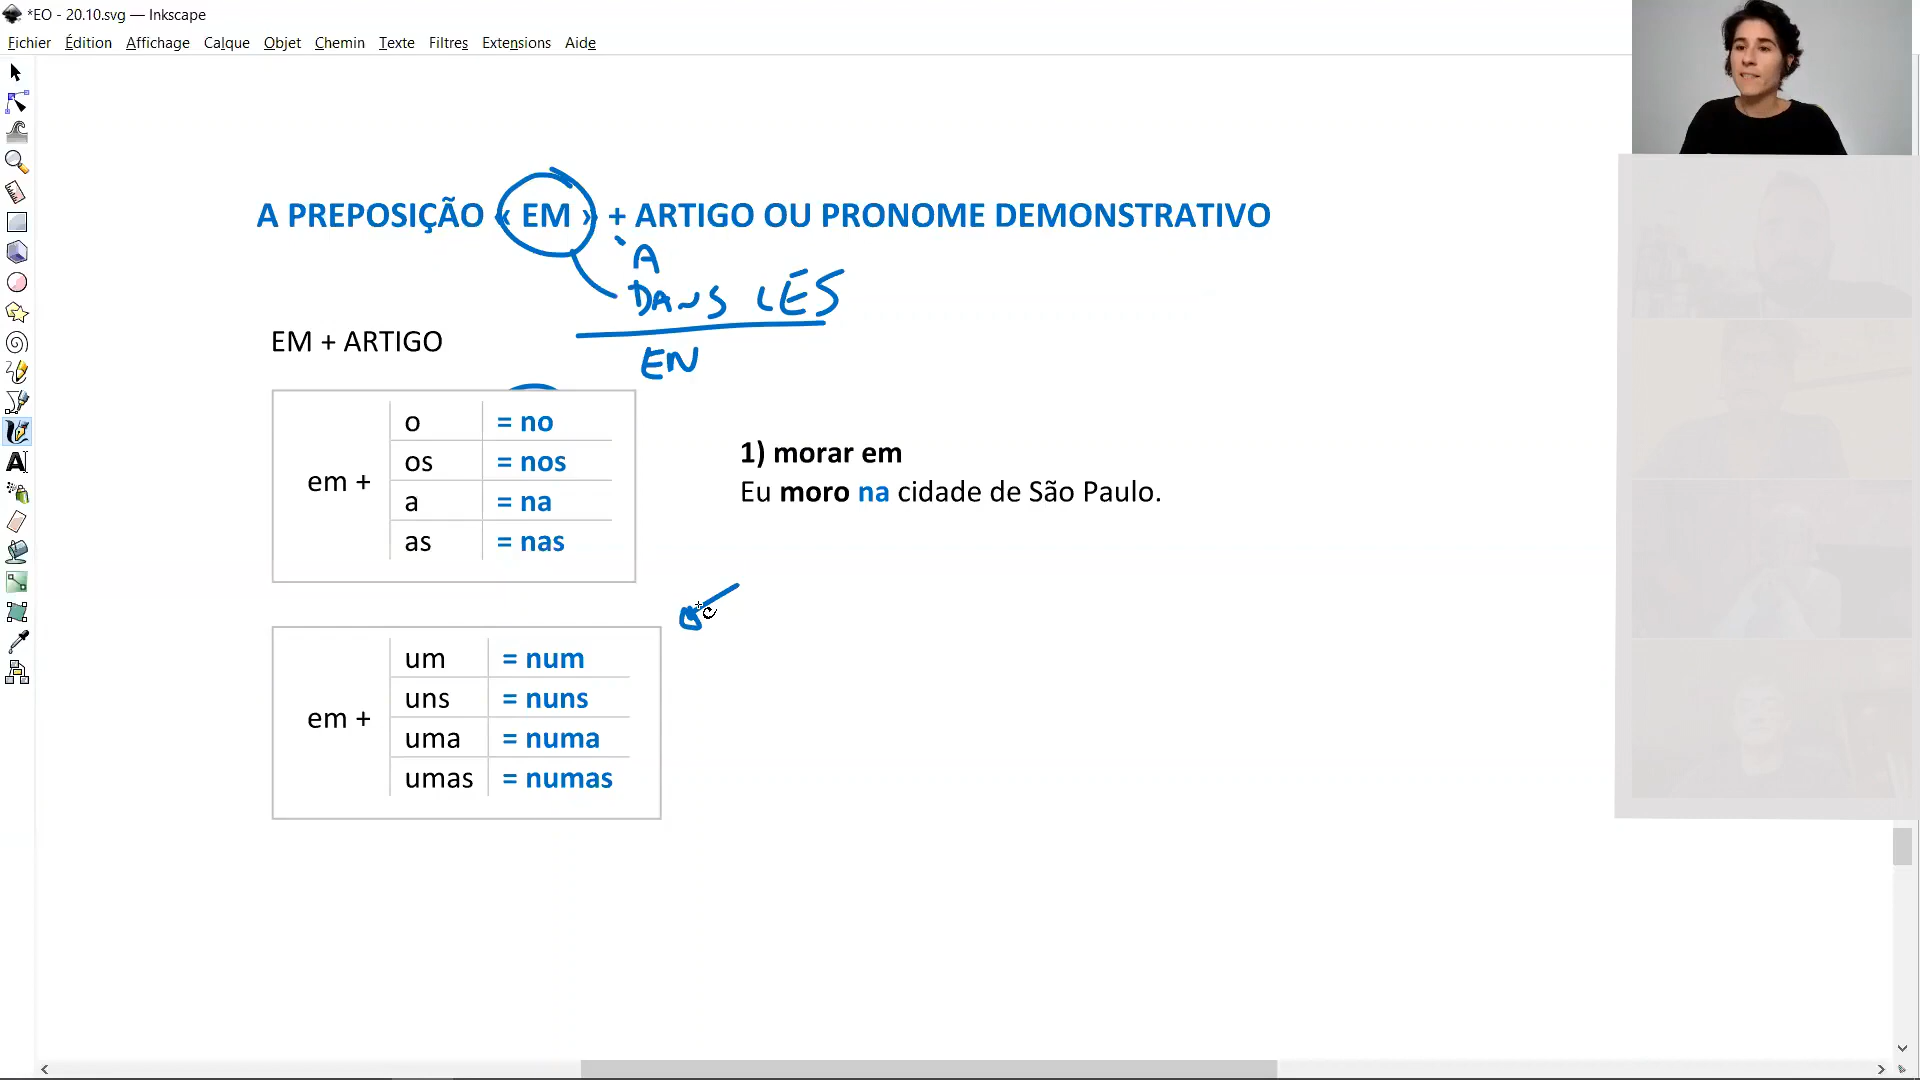 *EO - 20.10.svg — Inkscape
Fichier Édition Affichage Calque Objet Chemin Texte Filtres Extensions Aide
A PREPOSIÇÃO « EM » + ARTIGO OU PRONOME DEMONSTRATIVO
À
DANS LES
EN
EM + ARTIGO
em +
o = no
os = nos
a = na
as = nas
1) morar em
Eu moro na cidade de São Paulo.
em +
um = num
uns = nuns
uma = numa
umas = numas